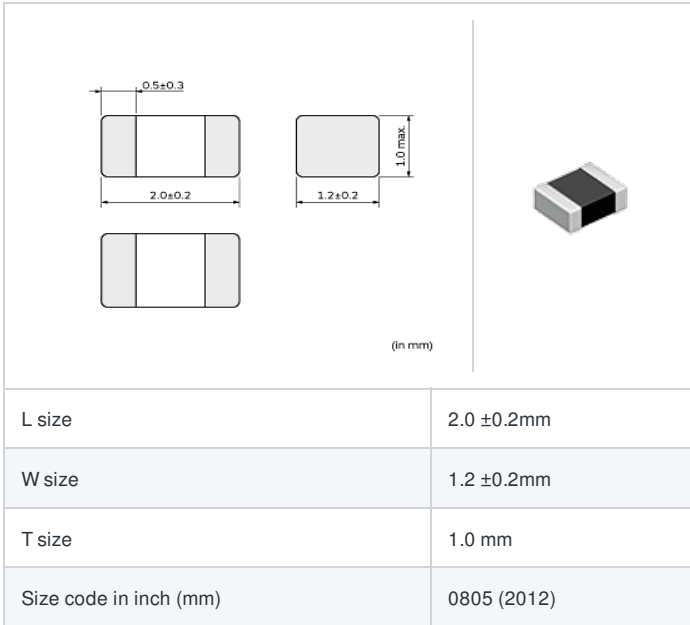 0.5±0.3
1.0 max.
2.0±0.2
1.2±0.2
(in mm)
L size 2.0 ±0.2mm
W size 1.2 ±0.2mm
T size 1.0 mm
Size code in inch (mm) 0805 (2012)